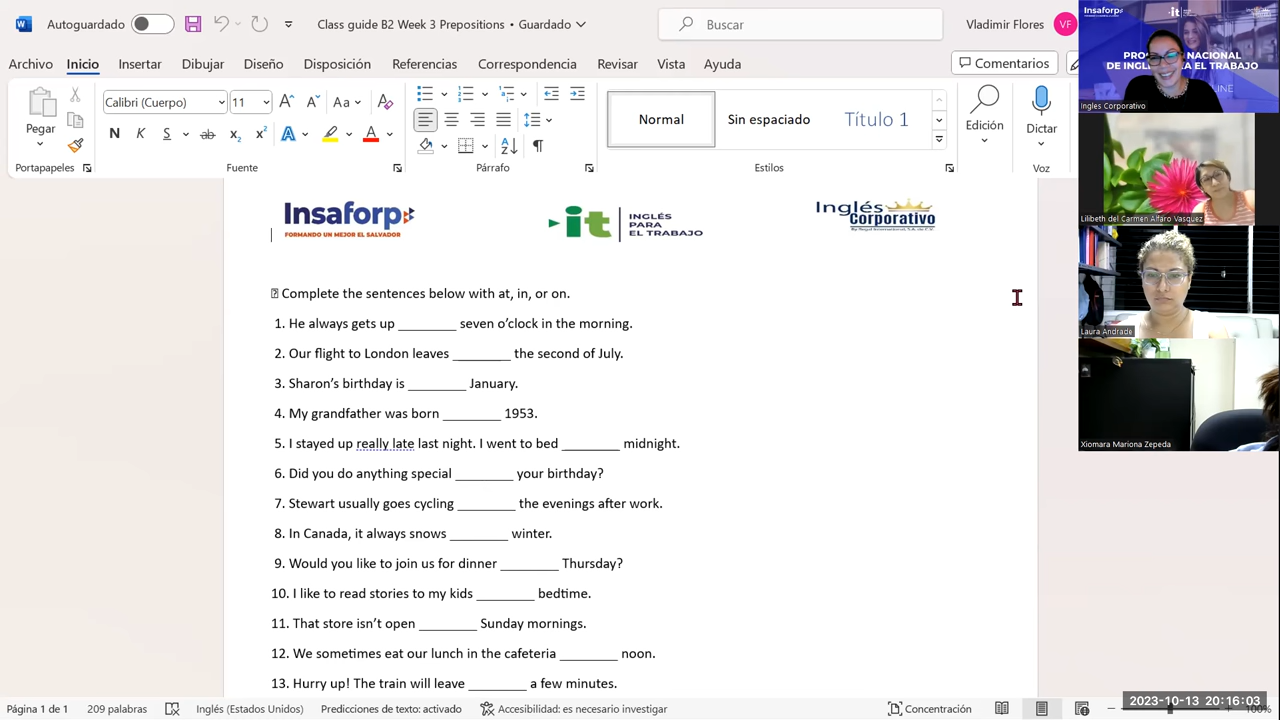 Autoguardado
Class guide #2 Week 3 Prepostions • Guardado
Buscar
Vladimir Flores
VF
Archivo Inicio Insertar Dibujar Diseño Disposición Referencias Correspondencia Revisar Vista Ayuda
Comentarios
Pegar
Calibri (Cuerpo) 11
Normal
Sin espaciado
Título 1
Edición
Dictar
Portapapeles
Fuente
Párrafo
Estilos
Voz
Insaforp
FORMANDO UN MEJOR EL SALVADOR
it
INGLÉS
PARA
EL TRABAJO
Inglés
Corporativo
Complete the sentences below with at, in, or on.
1. He always gets up ________ seven o’clock in the morning.
2. Our flight to London leaves ________ the second of July.
3. Sharon’s birthday is ________ January.
4. My grandfather was born ________ 1953.
5. I stayed up really late last night. I went to bed ________ midnight.
6. Did you do anything special ________ your birthday?
7. Stewart usually goes cycling ________ the evenings after work.
8. In Canada, it always snows ________ winter.
9. Would you like to join us for dinner ________ Thursday?
10. I like to read stories to my kids ________ bedtime.
11. That store isn’t open ________ Sunday mornings.
12. We sometimes eat our lunch in the cafeteria ________ noon.
13. Hurry up! The train will leave ________ a few minutes.
Insaforp
it
Ingles Corporativo
Lilibeth del Carmen Alfaro Vasquez
Laura Andrade
Xiomara Mariona Zepeda
Página 1 de 1
209 palabras
Inglés (Estados Unidos)
Predicciones de texto: activado
Accesibilidad: es necesario investigar
Concentración
2023-10-13 20:16:03
100%